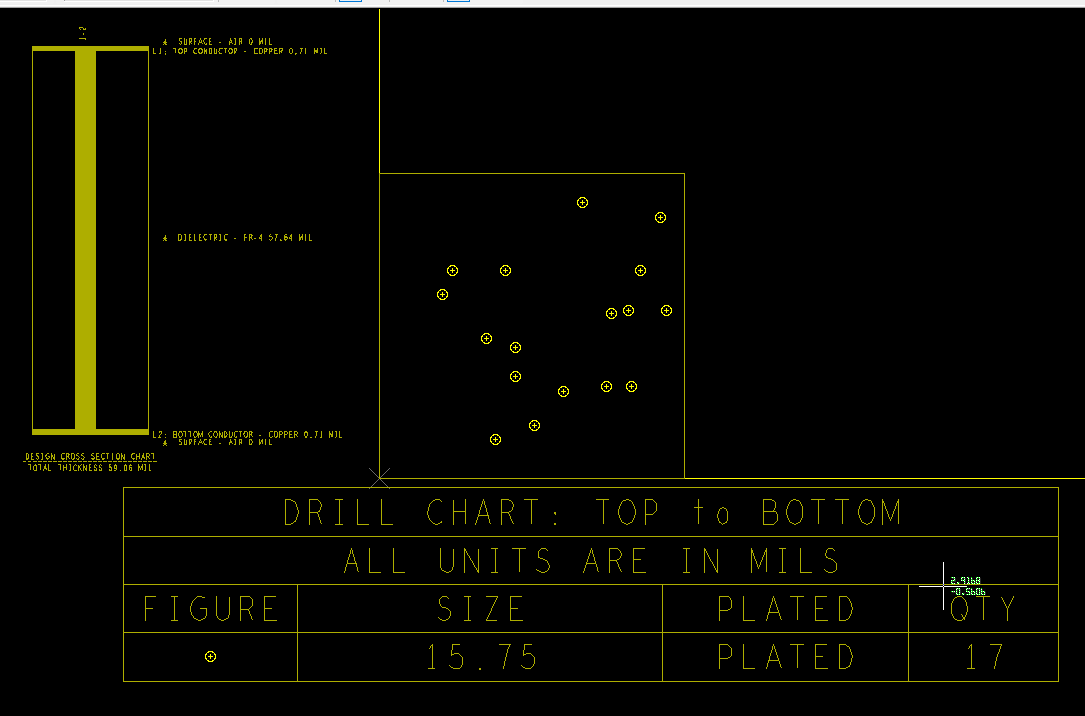 1-2
* SURFACE - AIR 0 MIL
L1: TOP CONDUCTOR - COPPER 0.71 MIL
* DIELECTRIC - FR-4 57.64 MIL
L2: BOTTOM CONDUCTOR - COPPER 0.71 MIL
* SURFACE - AIR 0 MIL
DESIGN CROSS SECTION CHART
TOTAL THICKNESS 59.06 MIL
DRILL CHART: TOP to BOTTOM
ALL UNITS ARE IN MILS
2.9168
-0.5606
FIGURE SIZE PLATED QTY
15.75 PLATED 17